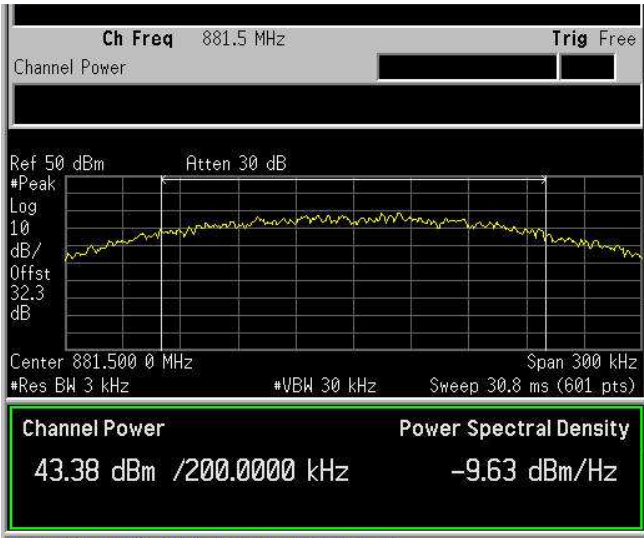 Ch Freq 881.5 MHz Trig Free
Channel Power
Ref 50 dBm Atten 30 dB
#Peak
Log
10
dB/
Offst
32.3
dB
Center 881.500 0 MHz Span 300 kHz
#Res BW 3 kHz #VBW 30 kHz Sweep 30.8 ms (601 pts)
Channel Power Power Spectral Density
43.38 dBm /200.0000 kHz -9.63 dBm/Hz